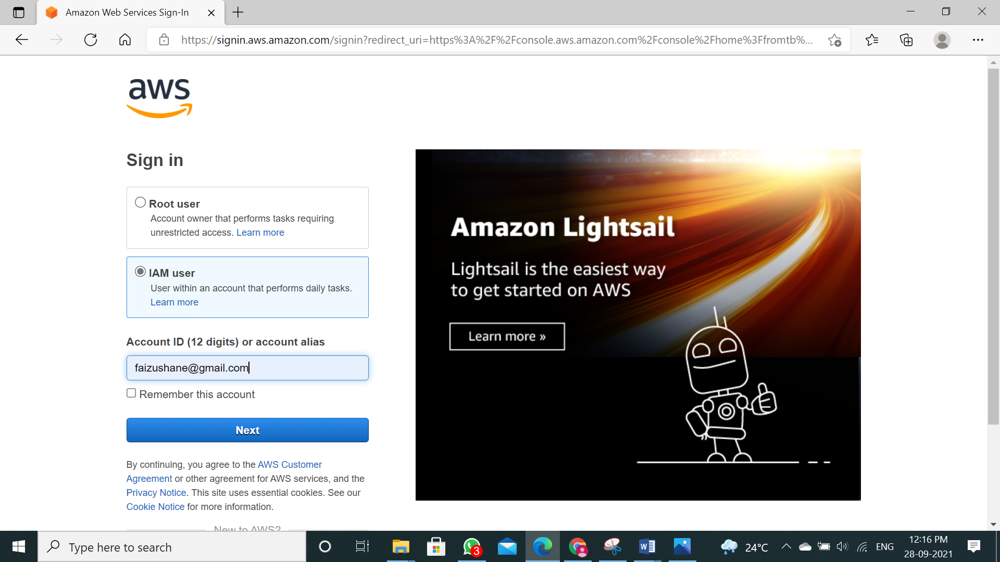 Amazon Web Services Sign-In
https://signin.aws.amazon.com/signin?redirect_uri=https%3A%2F%2Fconsole.aws.amazon.com%2Fconsole%2Fhome%3Ffromtb%...
aws
Sign in
Root user
Account owner that performs tasks requiring
unrestricted access. Learn more
IAM user
User within an account that performs daily tasks.
Learn more
Account ID (12 digits) or account alias
faizushane@gmail.com
Remember this account
Next
By continuing, you agree to the AWS Customer
Agreement or other agreement for AWS services, and the
Privacy Notice. This site uses essential cookies. See our
Cookie Notice for more information.
New to AWS?
Amazon Lightsail
Lightsail is the easiest way
to get started on AWS
Learn more »
Type here to search
3
W
24°C
ENG
12:16 PM
28-09-2021